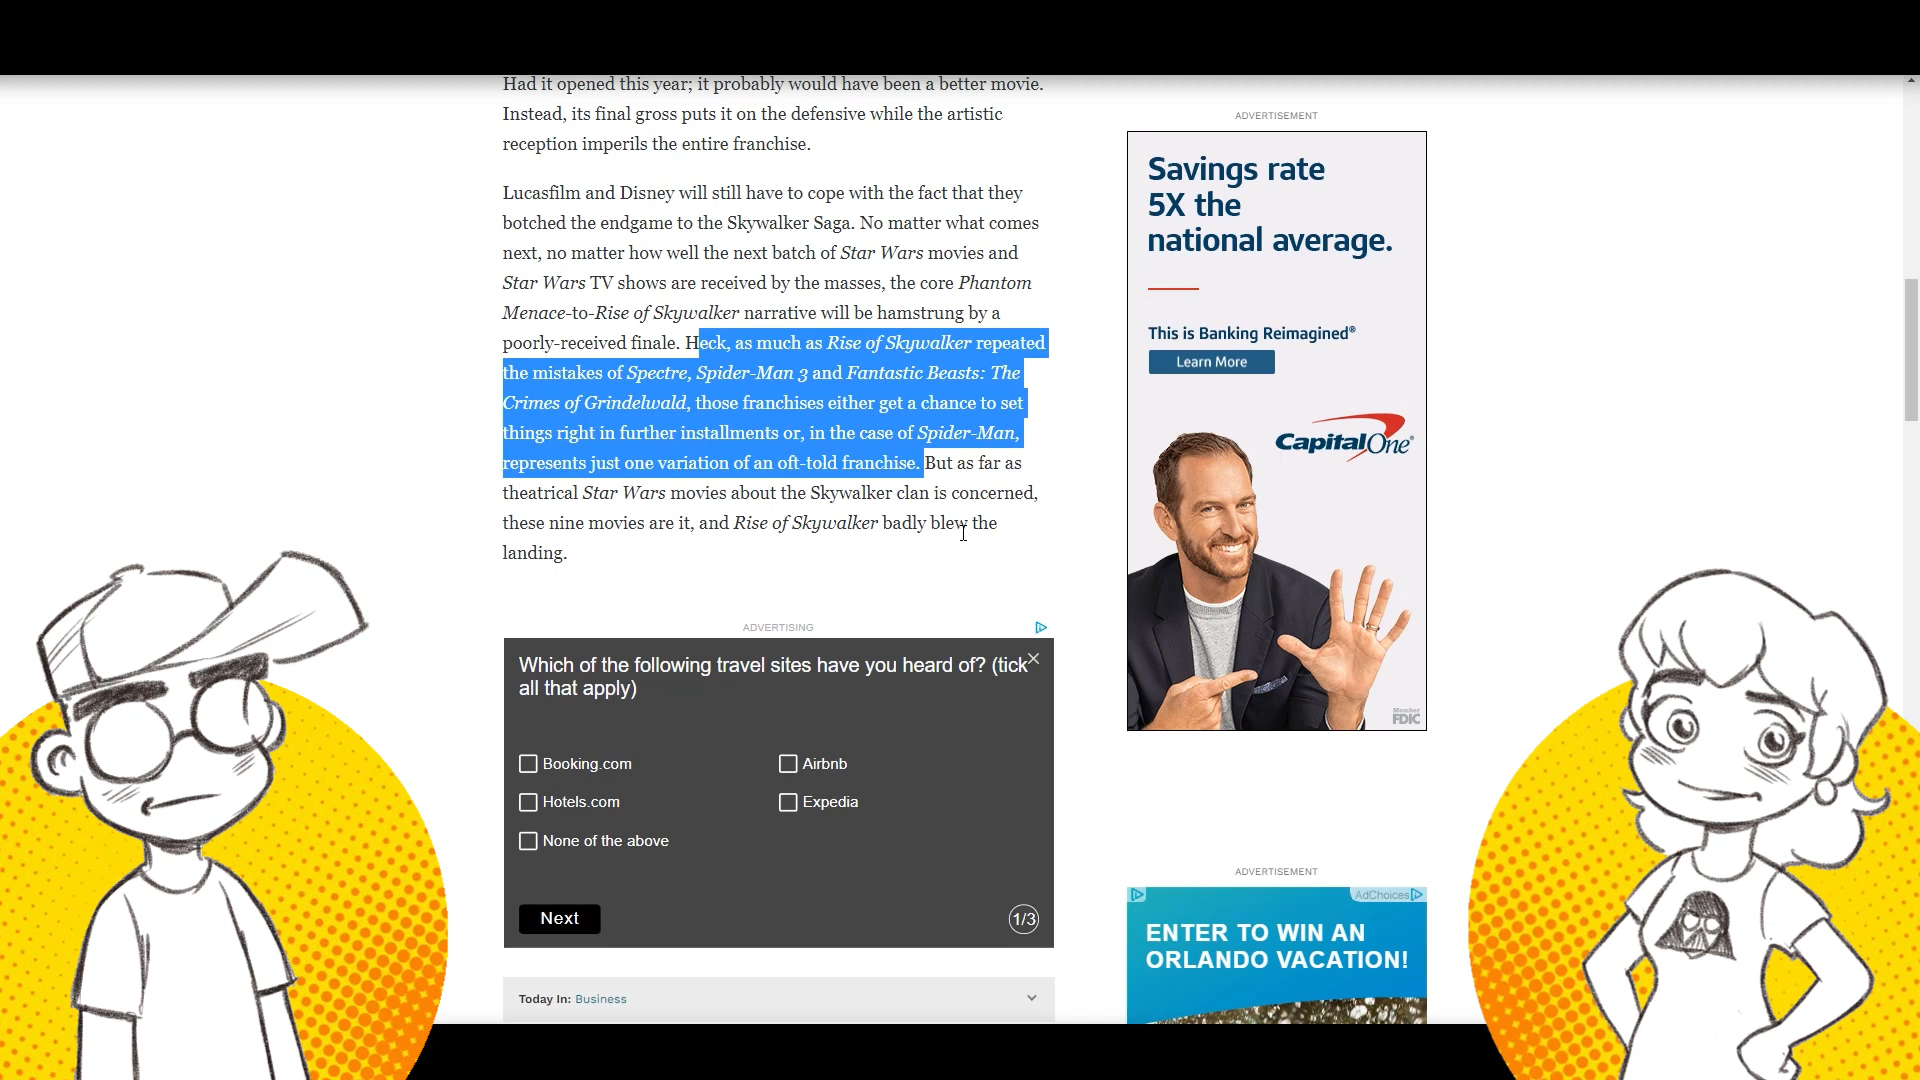 Had it opened this year; it probably would have been a better movie.
Instead, its final gross puts it on the defensive while the artistic
reception imperils the entire franchise.
Lucasfilm and Disney will still have to cope with the fact that they
botched the endgame to the Skywalker Saga. No matter what comes
next, no matter how well the next batch of Star Wars movies and
Star Wars TV shows are received by the masses, the core Phantom
Menace-to-Rise of Skywalker narrative will be hamstrung by a
poorly-received finale. Heck, as much as Rise of Skywalker repeated
the mistakes of Spectre, Spider-Man 3 and Fantastic Beasts: The
Crimes of Grindelwald, those franchises either get a chance to set
things right in further installments or, in the case of Spider-Man,
represents just one variation of an oft-told franchise. But as far as
theatrical Star Wars movies about the Skywalker clan is concerned,
these nine movies are it, and Rise of Skywalker badly blew the
landing.
ADVERTISING
Which of the following travel sites have you heard of? (tick
all that apply)
Booking.com
Airbnb
Hotels.com
Expedia
None of the above
Next
1/3
Today In: Business
ADVERTISEMENT
Savings rate
5X the
national average.
This is Banking Reimagined®
Learn More
Capital One®
Member
FDIC
ADVERTISEMENT
AdChoices
ENTER TO WIN AN
ORLANDO VACATION!